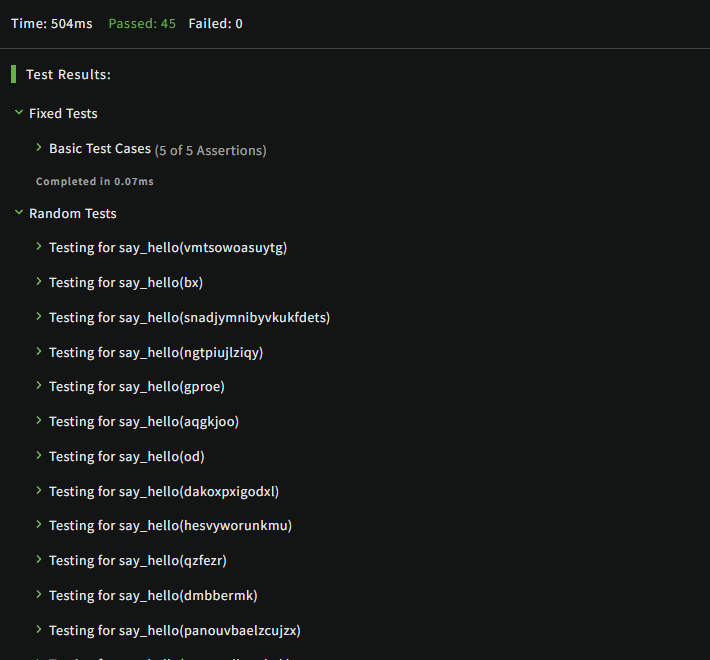 Time: 504ms Passed: 45 Failed: 0
Test Results:
Fixed Tests
Basic Test Cases (5 of 5 Assertions)
Completed in 0.07ms
Random Tests
Testing for say_hello(vmtsowoasuytg)
Testing for say_hello(bx)
Testing for say_hello(snadjymnibyvkukfdets)
Testing for say_hello(ngtpiujlziqy)
Testing for say_hello(gproe)
Testing for say_hello(aqgkjoo)
Testing for say_hello(od)
Testing for say_hello(dakoxpxigodxl)
Testing for say_hello(hesvyworunkmu)
Testing for say_hello(qzfezr)
Testing for say_hello(dmbbermk)
Testing for say_hello(panouvbaelzcujzx)